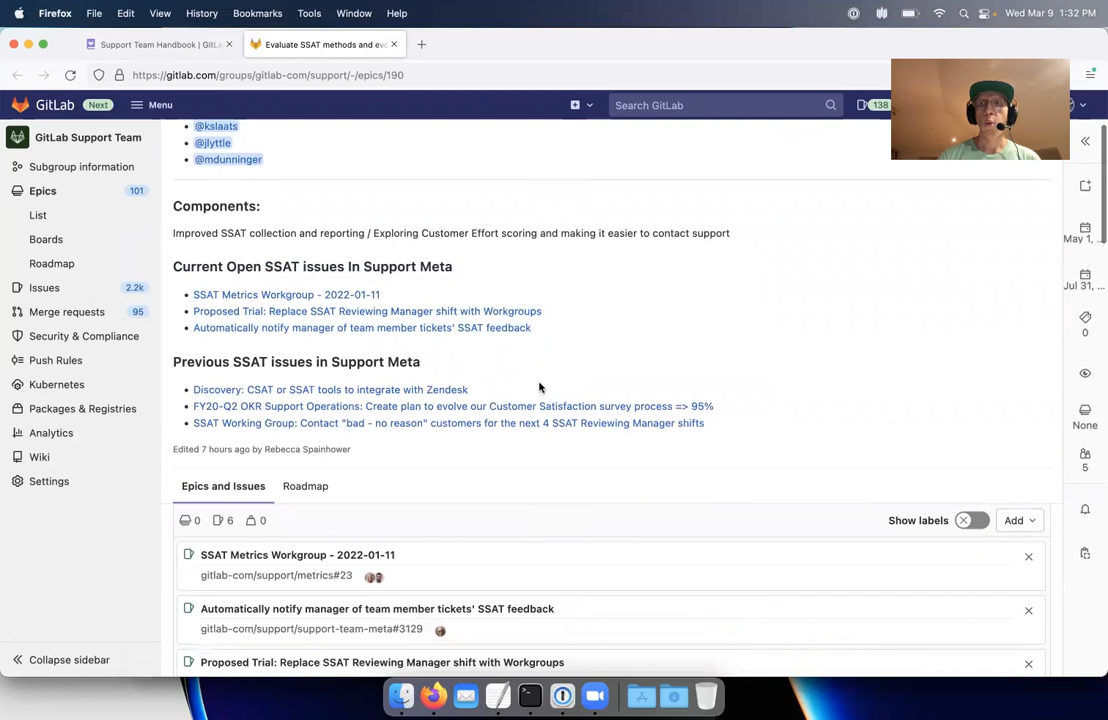 Firefox File Edit View History Bookmarks Tools Window Help Wed Mar 9 1:32 PM
Support Team Handbook | GitLa
Evaluate SSAT methods and evo
https://gitlab.com/groups/gitlab-com/support/-/epics/190
GitLab Next Menu Search GitLab 138
GitLab Support Team
Subgroup information
Epics 101
List
Boards
Roadmap
Issues 2.2k
Merge requests 95
Security & Compliance
Push Rules
Kubernetes
Packages & Registries
Analytics
Wiki
Settings
Collapse sidebar
@kslaats
@jlyttle
@mdunninger
Components:
Improved SSAT collection and reporting / Exploring Customer Effort scoring and making it easier to contact support
Current Open SSAT issues In Support Meta
SSAT Metrics Workgroup - 2022-01-11
Proposed Trial: Replace SSAT Reviewing Manager shift with Workgroups
Automatically notify manager of team member tickets' SSAT feedback
Previous SSAT issues in Support Meta
Discovery: CSAT or SSAT tools to integrate with Zendesk
FY20-Q2 OKR Support Operations: Create plan to evolve our Customer Satisfaction survey process => 95%
SSAT Working Group: Contact "bad - no reason" customers for the next 4 SSAT Reviewing Manager shifts
Edited 7 hours ago by Rebecca Spainhower
Epics and Issues Roadmap
0 6 0 Show labels Add
SSAT Metrics Workgroup - 2022-01-11
gitlab-com/support/metrics#23
Automatically notify manager of team member tickets' SSAT feedback
gitlab-com/support/support-team-meta#3129
Proposed Trial: Replace SSAT Reviewing Manager shift with Workgroups
May 1, ...
Jul 31, ...
0
None
5